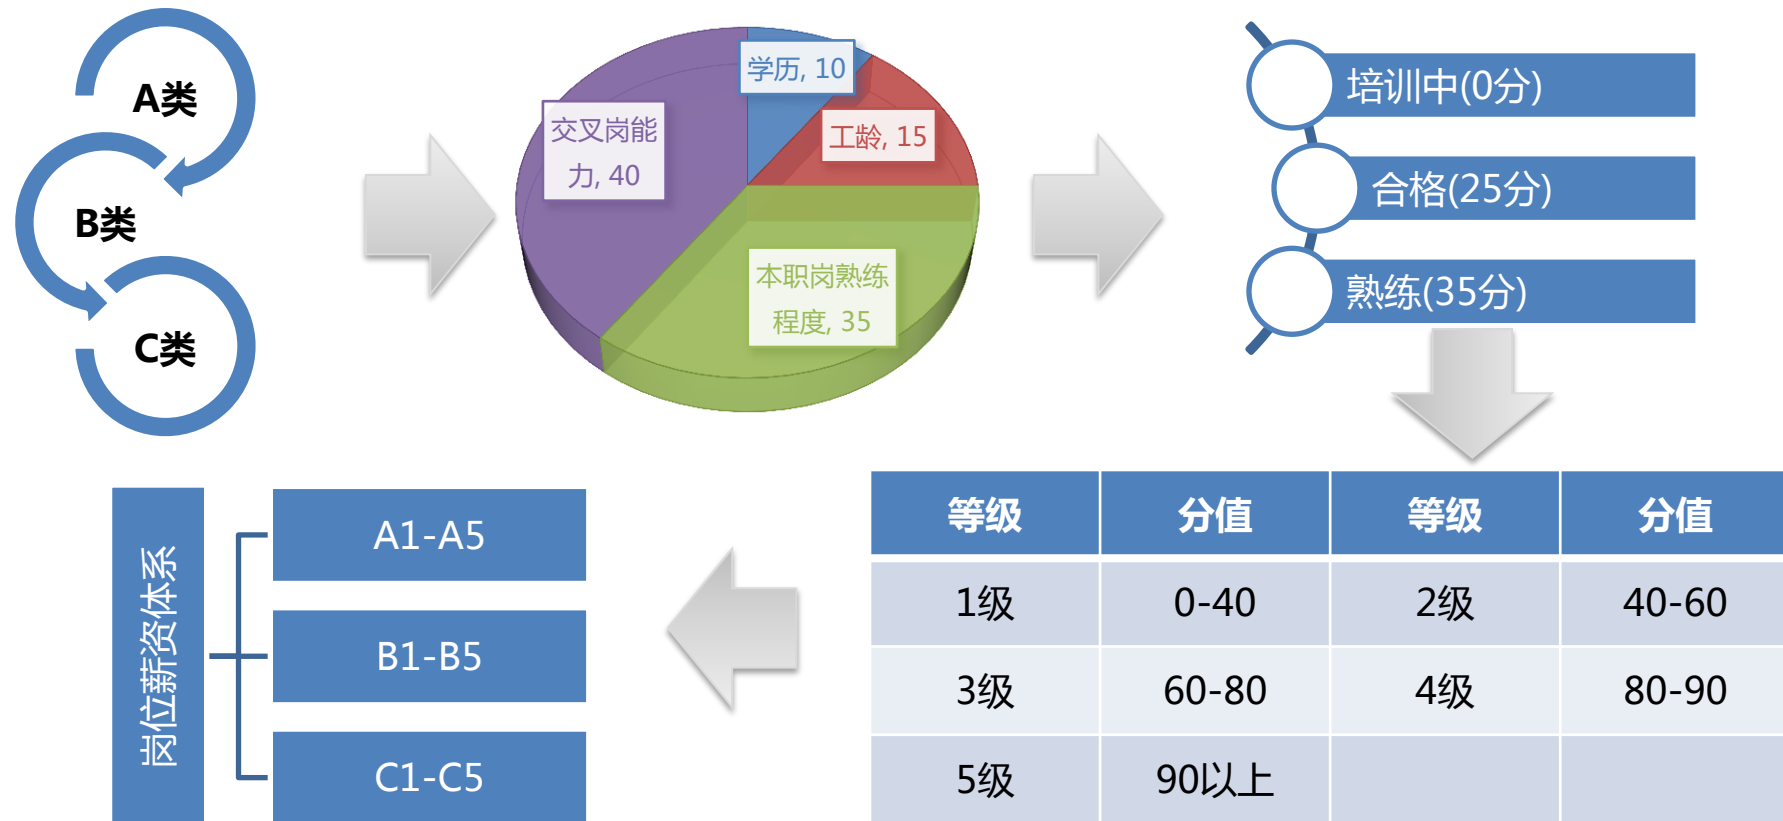 A类
B类
C类
学历, 10
工龄, 15
交叉岗能
力, 40
本职岗熟练
程度, 35
培训中(0分)
合格(25分)
熟练(35分)
等级 分值 等级 分值
1级 0-40 2级 40-60
3级 60-80 4级 80-90
5级 90以上
岗位薪资体系
A1-A5
B1-B5
C1-C5